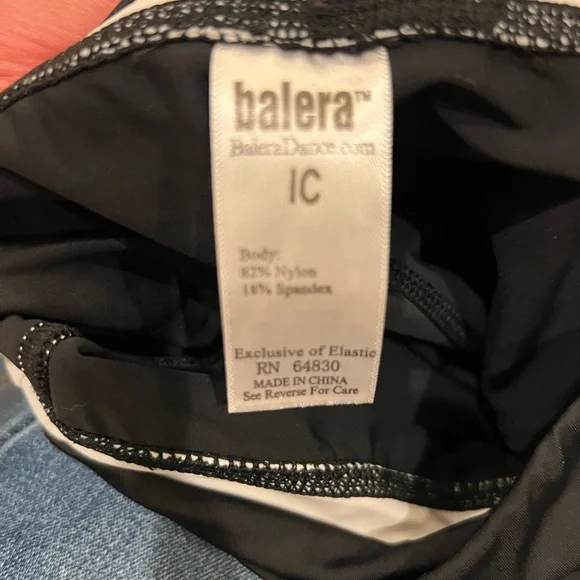 balera™
BaleraDance.com
IC
Body:
82% Nylon
18% Spandex
Exclusive of Elastic
RN 64830
MADE IN CHINA
See Reverse For Care